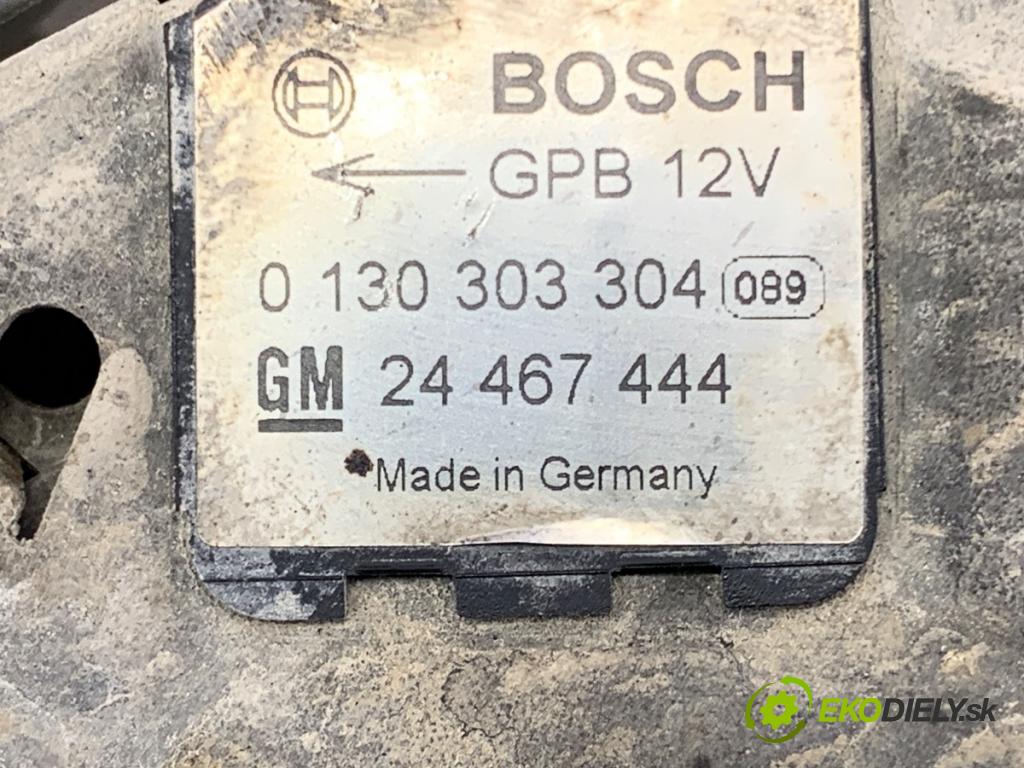 BOSCH
GPB 12V
0 130 303 304 089
GM 24 467 444
Made in Germany
EKODIELY.sk